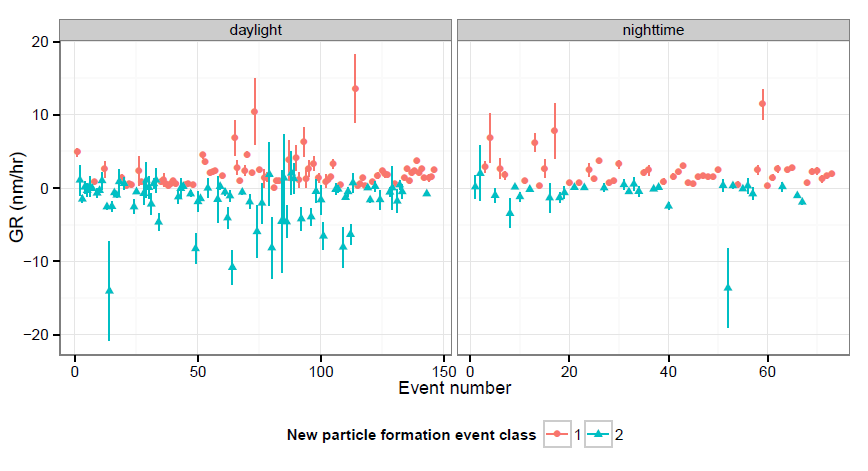 daylight nighttime
20
10
0
−10
−20
GR (nm/hr)
0 50 100 150 0 20 40 60
Event number
New particle formation event class 1 2